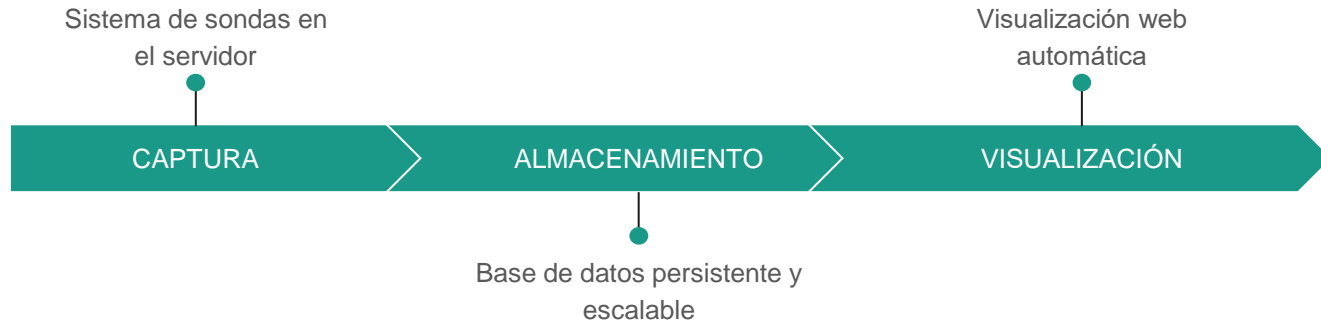 Sistema de sondas en
el servidor
Visualización web
automática
CAPTURA
ALMACENAMIENTO
VISUALIZACIÓN
Base de datos persistente y
escalable